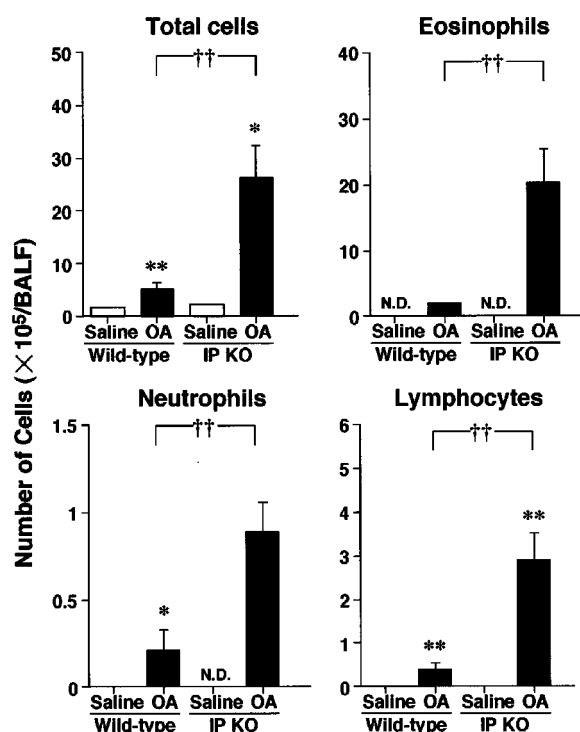 Total cells
50
40
30
20
10
0
††
**
*
Saline OA Saline OA
Wild-type IP KO
Eosinophils
40
30
20
10
0
††
N.D. N.D.
Saline OA Saline OA
Wild-type IP KO
Number of Cells (×10⁵/BALF)
Neutrophils
1.5
1
0.5
0
††
*
N.D.
Saline OA Saline OA
Wild-type IP KO
Lymphocytes
6
5
4
3
2
1
0
††
**
**
Saline OA Saline OA
Wild-type IP KO